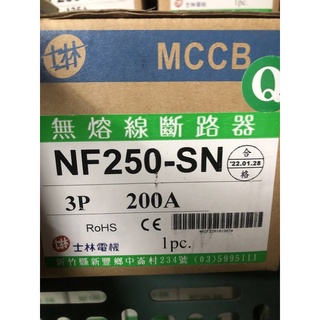 士林
MCCB
Q
無熔線斷路器
NF250-SN
合
'22.01.28
格
3P 200A
RoHS CE
士林電機
1pc.
新竹縣新豐鄉中崙村234號 (03)5995111